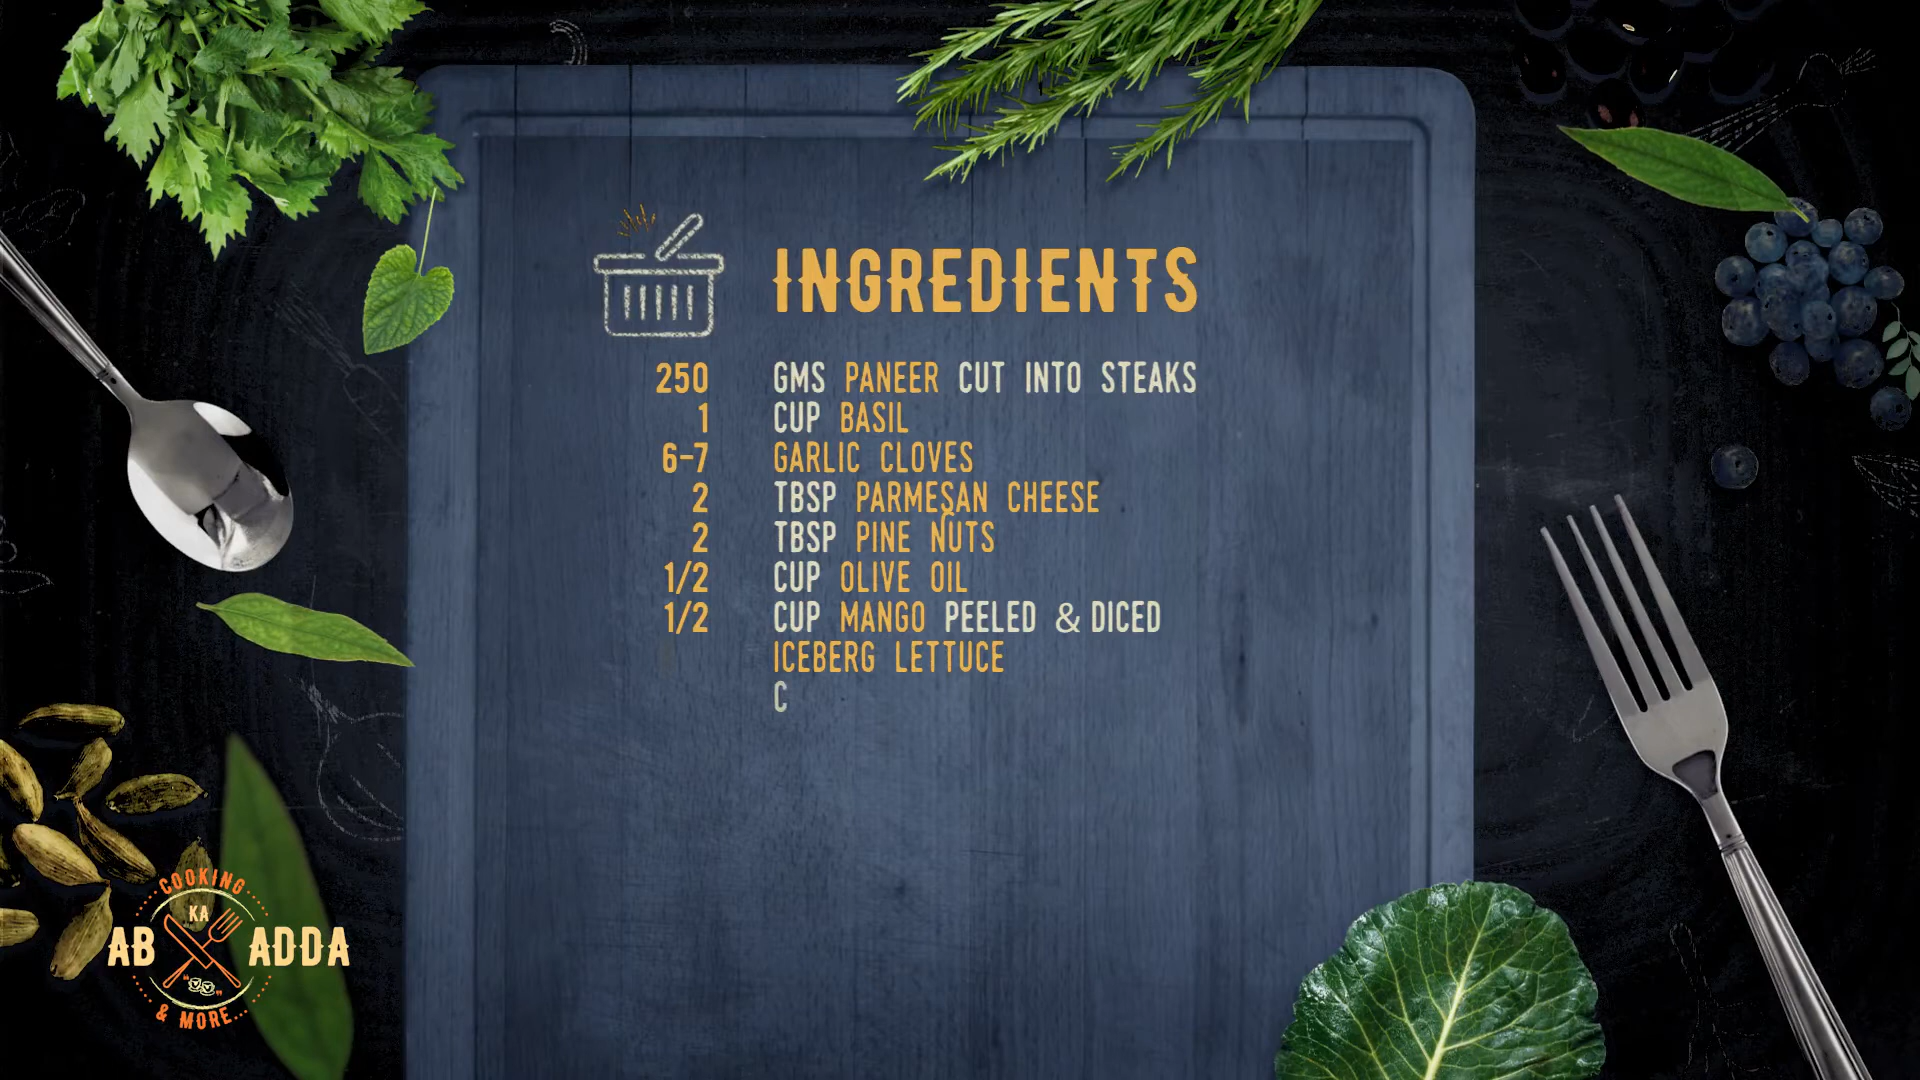 INGREDIENTS
250 GMS PANEER CUT INTO STEAKS
1 CUP BASIL
6-7 GARLIC CLOVES
2 TBSP PARMESAN CHEESE
2 TBSP PINE NUTS
1/2 CUP OLIVE OIL
1/2 CUP MANGO PEELED & DICED
ICEBERG LETTUCE
C
COOKING
KA
AB ADDA
& MORE...